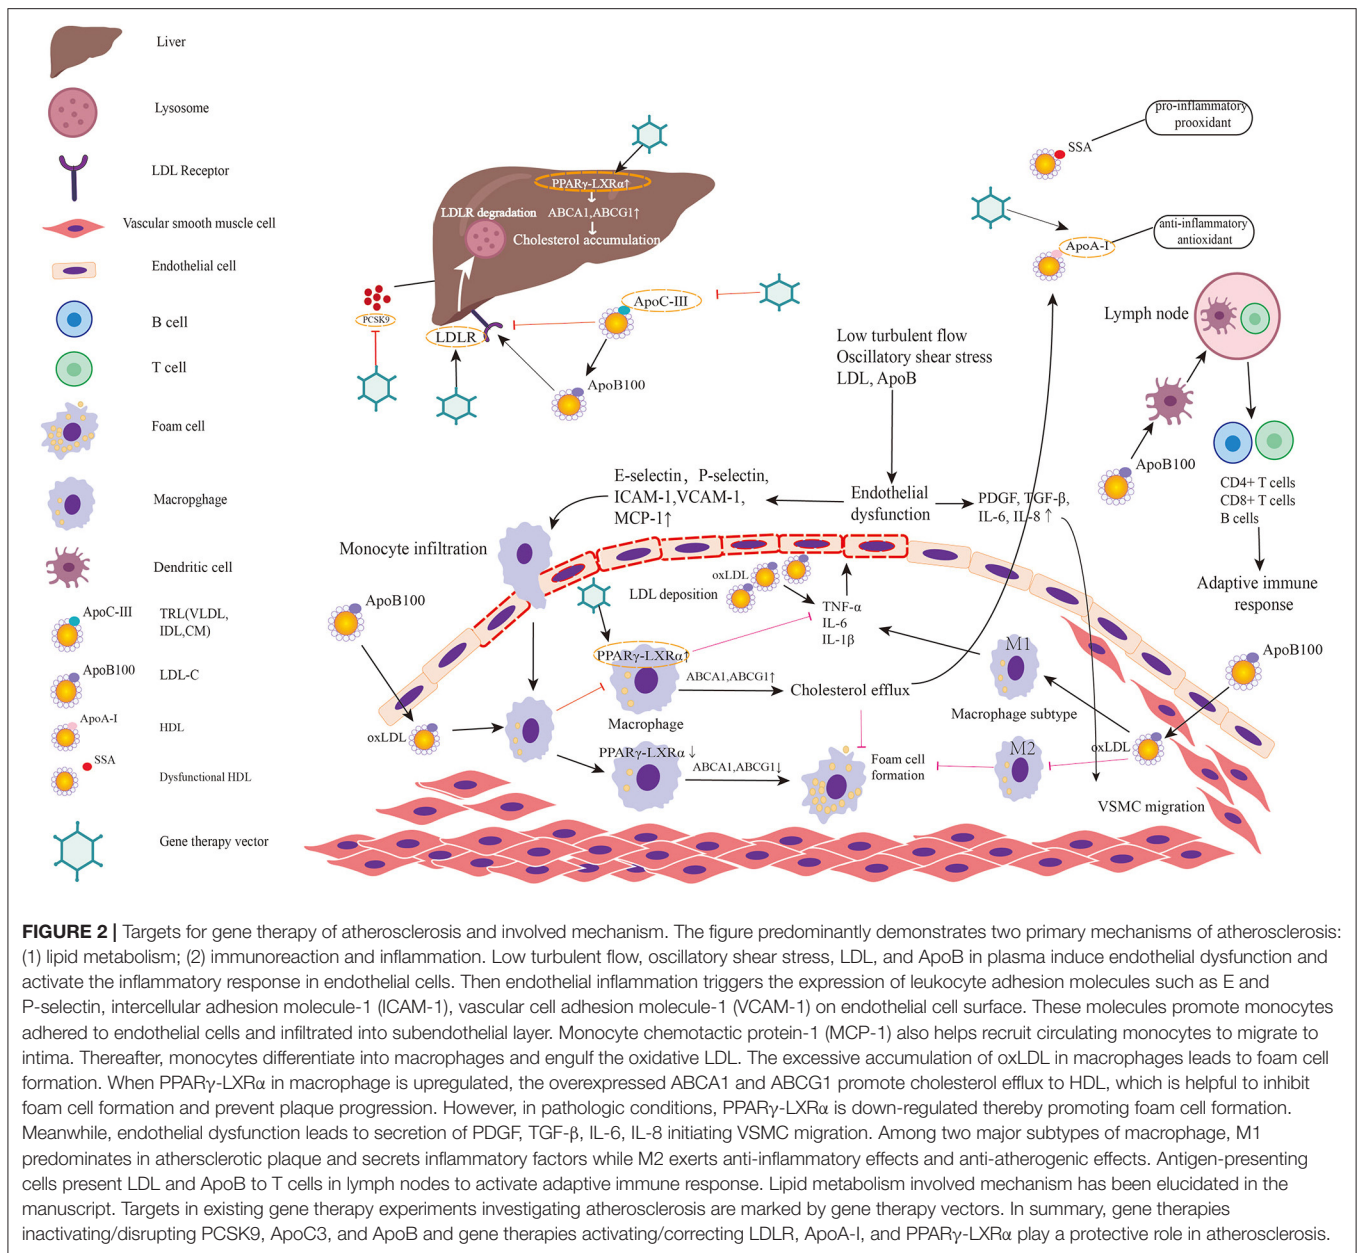 Liver
Lysosome
LDL Receptor
Vascular smooth muscle cell
Endothelial cell
B cell
T cell
Foam cell
Macropghage
Dendritic cell
ApoC-III
TRL(VLDL,
IDL,CM)
ApoB100
LDL-C
ApoA-I
HDL
SSA
Dysfunctional HDL
Gene therapy vector
PPARγ-LXRα↑
LDLR degradation
ABCA1,ABCG1↑
Cholesterol accumulation
PCSK9
LDLR
ApoC-III
ApoB100
pro-inflammatory
prooxidant
SSA
anti-inflammatory
antioxidant
ApoA-I
Lymph node
ApoB100
CD4+ T cells
CD8+ T cells
B cells
Adaptive immune
response
Low turbulent flow
Oscillatory shear stress
LDL, ApoB
E-selectin, P-selectin,
ICAM-1,VCAM-1,
MCP-1↑
Endothelial
dysfunction
PDGF, TGF-β,
IL-6, IL-8 ↑
Monocyte infiltration
ApoB100
oxLDL
LDL deposition
TNF-α
IL-6
IL-1β
PPARγ-LXRα↑
ABCA1,ABCG1↑
Cholesterol efflux
Macrophage
M1
Macrophage subtype
ApoB100
oxLDL
oxLDL
PPARγ-LXRα ↓
ABCA1,ABCG1↓
Foam cell
formation
M2
VSMC migration
FIGURE 2 | Targets for gene therapy of atherosclerosis and involved mechanism. The figure predominantly demonstrates two primary mechanisms of atherosclerosis:
(1) lipid metabolism; (2) immunoreaction and inflammation. Low turbulent flow, oscillatory shear stress, LDL, and ApoB in plasma induce endothelial dysfunction and
activate the inflammatory response in endothelial cells. Then endothelial inflammation triggers the expression of leukocyte adhesion molecules such as E and
P-selectin, intercellular adhesion molecule-1 (ICAM-1), vascular cell adhesion molecule-1 (VCAM-1) on endothelial cell surface. These molecules promote monocytes
adhered to endothelial cells and infiltrated into subendothelial layer. Monocyte chemotactic protein-1 (MCP-1) also helps recruit circulating monocytes to migrate to
intima. Thereafter, monocytes differentiate into macrophages and engulf the oxidative LDL. The excessive accumulation of oxLDL in macrophages leads to foam cell
formation. When PPARγ-LXRα in macrophage is upregulated, the overexpressed ABCA1 and ABCG1 promote cholesterol efflux to HDL, which is helpful to inhibit
foam cell formation and prevent plaque progression. However, in pathologic conditions, PPARγ-LXRα is down-regulated thereby promoting foam cell formation.
Meanwhile, endothelial dysfunction leads to secretion of PDGF, TGF-β, IL-6, IL-8 initiating VSMC migration. Among two major subtypes of macrophage, M1
predominates in athersclerotic plaque and secrets inflammatory factors while M2 exerts anti-inflammatory effects and anti-atherogenic effects. Antigen-presenting
cells present LDL and ApoB to T cells in lymph nodes to activate adaptive immune response. Lipid metabolism involved mechanism has been elucidated in the
manuscript. Targets in existing gene therapy experiments investigating atherosclerosis are marked by gene therapy vectors. In summary, gene therapies
inactivating/disrupting PCSK9, ApoC3, and ApoB and gene therapies activating/correcting LDLR, ApoA-I, and PPARγ-LXRα play a protective role in atherosclerosis.